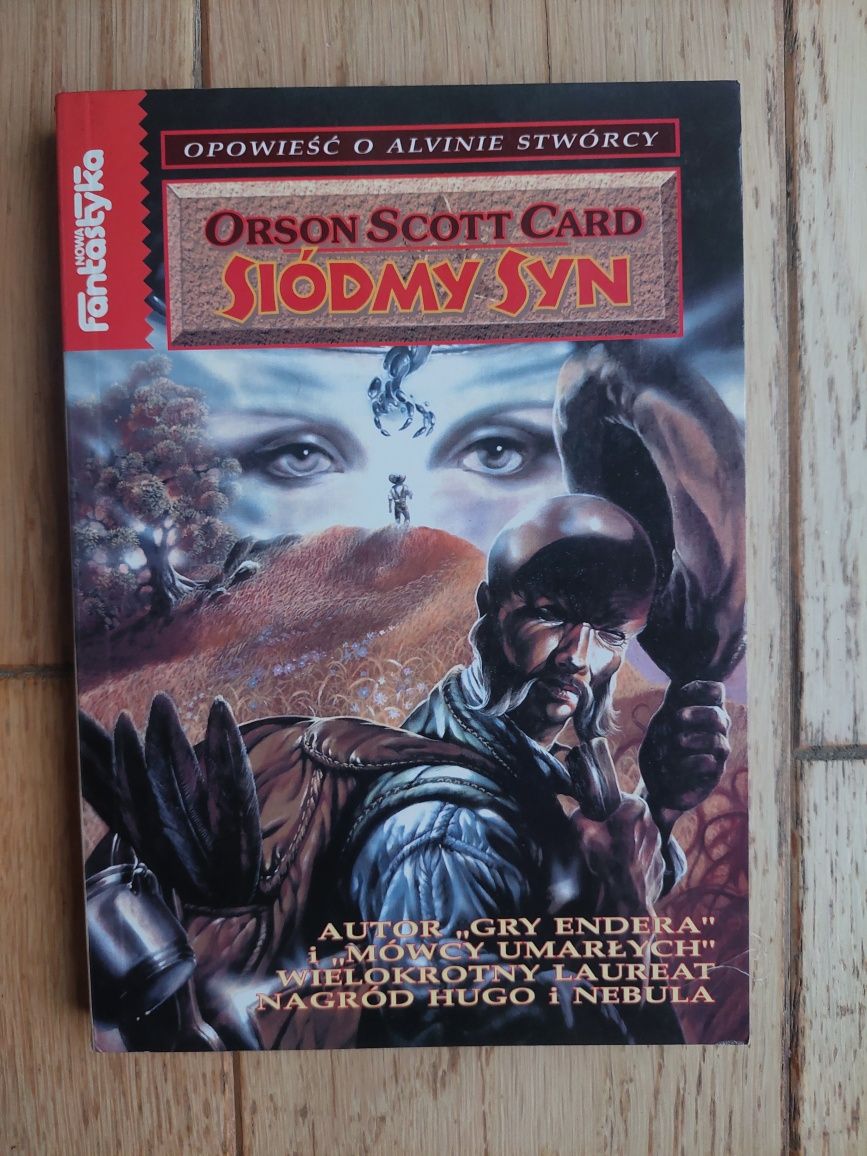 NOWA
Fantastyka
OPOWIEŚĆ O ALVINIE STWÓRCY
ORSON SCOTT CARD
SIÓDMY SYN
AUTOR „GRY ENDERA"
i „MÓWCY UMARŁYCH"
WIELOKROTNY LAUREAT
NAGRÓD HUGO i NEBULA